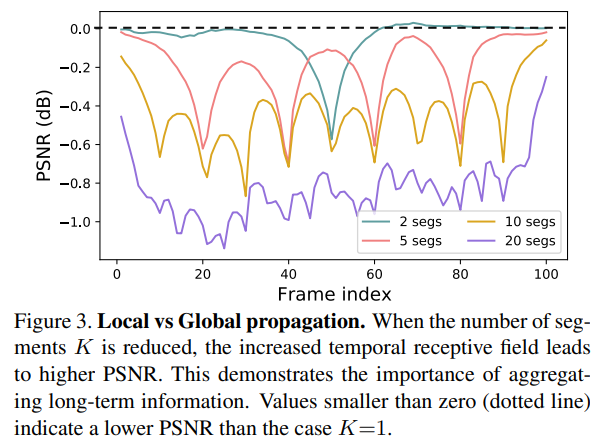 0.0
−0.2
−0.4
−0.6
−0.8
−1.0
PSNR (dB)
2 segs 10 segs
5 segs 20 segs
0 20 40 60 80 100
Frame index
Figure 3. Local vs Global propagation. When the number of seg-
ments K is reduced, the increased temporal receptive field leads
to higher PSNR. This demonstrates the importance of aggregat-
ing long-term information. Values smaller than zero (dotted line)
indicate a lower PSNR than the case K=1.